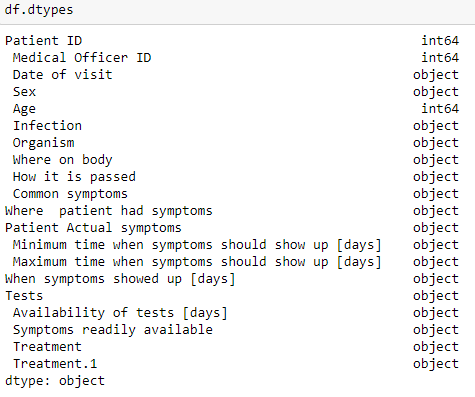 df.dtypes
Patient ID int64
Medical Officer ID int64
Date of visit object
Sex object
Age int64
Infection object
Organism object
Where on body object
How it is passed object
Common symptoms object
Where  patient had symptoms object
Patient Actual symptoms object
Minimum time when symptoms should show up [days] object
Maximum time when symptoms should show up [days] object
When symptoms showed up [days] object
Tests object
Availability of tests [days] object
Symptoms readily available object
Treatment object
Treatment.1 object
dtype: object